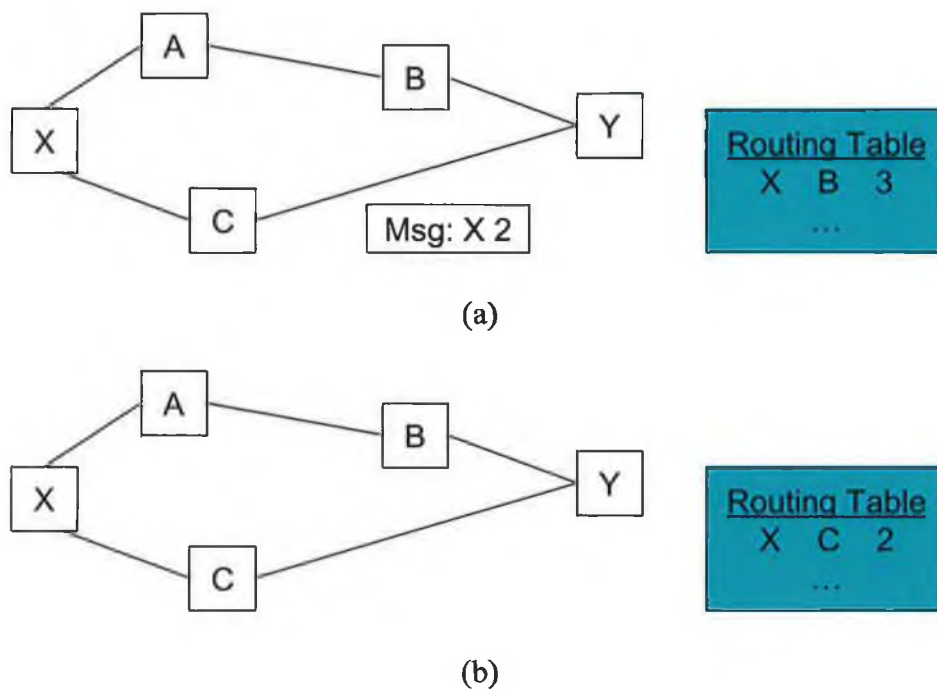 A
B
X
Y
C
Msg: X 2
Routing Table
X B 3
...
(a)
A
B
X
Y
C
Routing Table
X C 2
...
(b)